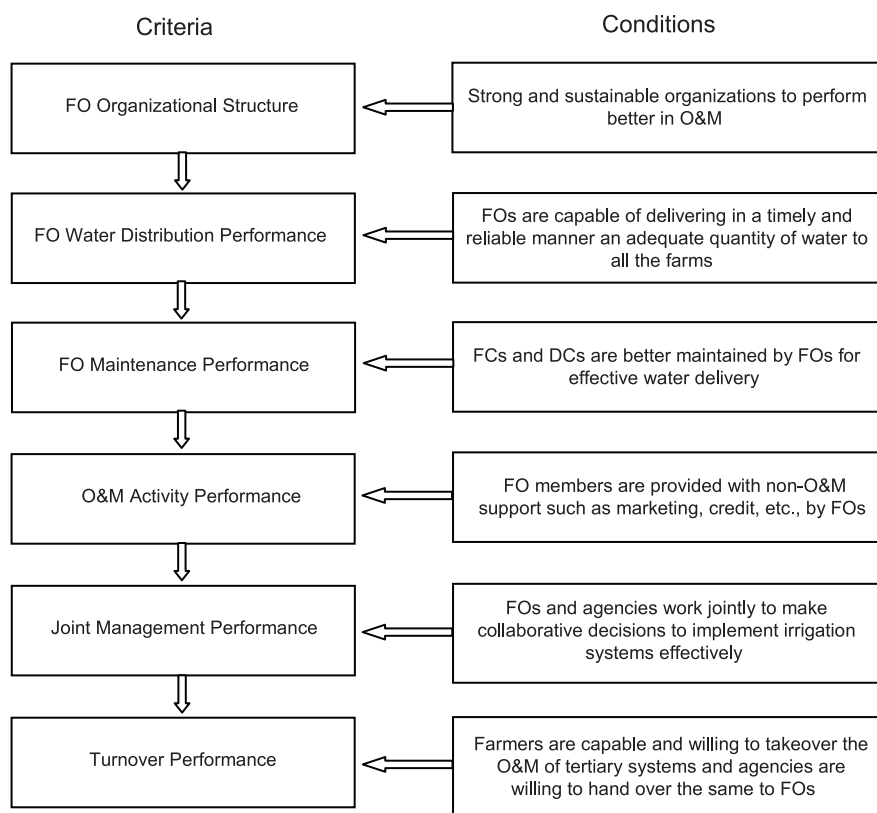 Criteria
Conditions
FO Organizational Structure
Strong and sustainable organizations to perform
better in O&M
FO Water Distribution Performance
FOs are capable of delivering in a timely and
reliable manner an adequate quantity of water to
all the farms
FO Maintenance Performance
FCs and DCs are better maintained by FOs for
effective water delivery
O&M Activity Performance
FO members are provided with non-O&M
support such as marketing, credit, etc., by FOs
Joint Management Performance
FOs and agencies work jointly to make
collaborative decisions to implement irrigation
systems effectively
Turnover Performance
Farmers are capable and willing to takeover the
O&M of tertiary systems and agencies are
willing to hand over the same to FOs